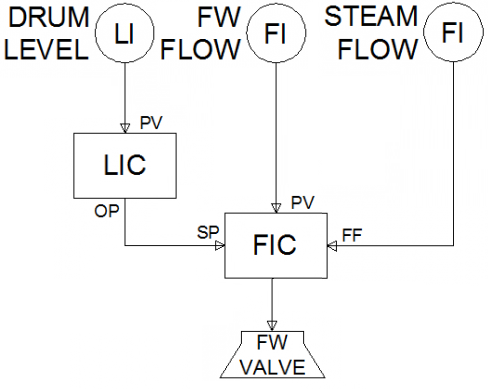 DRUM
LEVEL
LI
FW
FLOW
FI
STEAM
FLOW
FI
PV
LIC
OP
PV
SP
FIC
FF
FW
VALVE